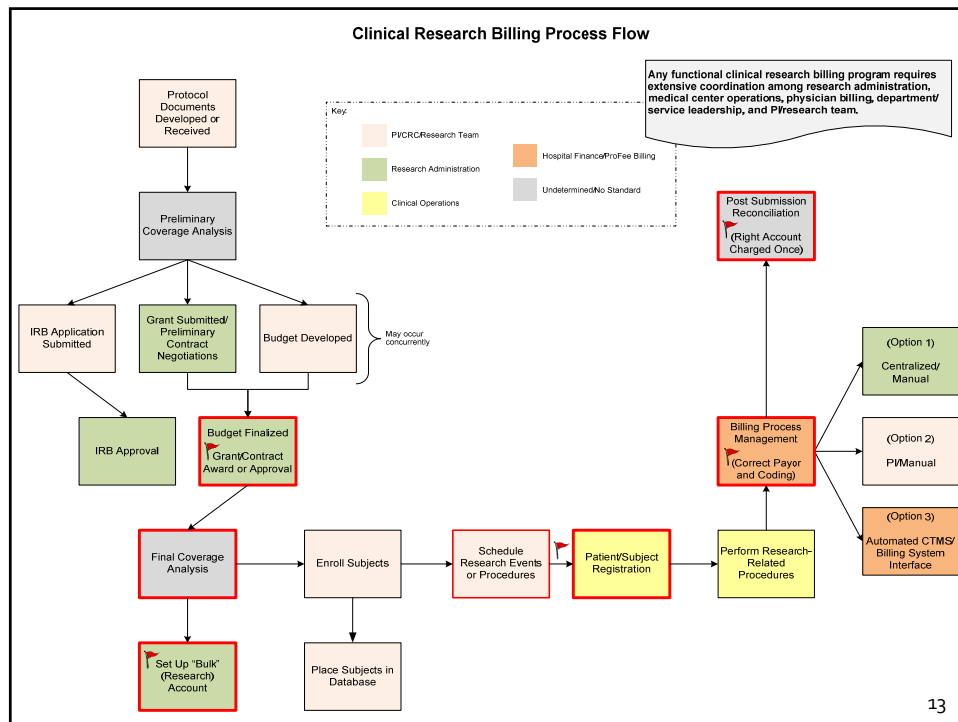 Clinical Research Billing Process Flow
Any functional clinical research billing program requires
extensive coordination among research administration,
medical center operations, physician billing, department/
service leadership, and PI/research team.
Key:
PI/CRC/Research Team
Research Administration
Clinical Operations
Hospital Finance/ProFee Billing
Undetermined/No Standard
Protocol
Documents
Developed or
Received
Preliminary
Coverage Analysis
IRB Application
Submitted
Grant Submitted/
Preliminary
Contract
Negotiations
Budget Developed
May occur
concurrently
IRB Approval
Budget Finalized
Grant/Contract
Award or Approval
Final Coverage
Analysis
Enroll Subjects
Schedule
Research Events
or Procedures
Patient/Subject
Registration
Perform Research-
Related
Procedures
Set Up “Bulk”
(Research)
Account
Place Subjects in
Database
Post Submission
Reconciliation
(Right Account
Charged Once)
Billing Process
Management
(Correct Payor
and Coding)
(Option 1)
Centralized/
Manual
(Option 2)
PI/Manual
(Option 3)
Automated CTMS/
Billing System
Interface
13